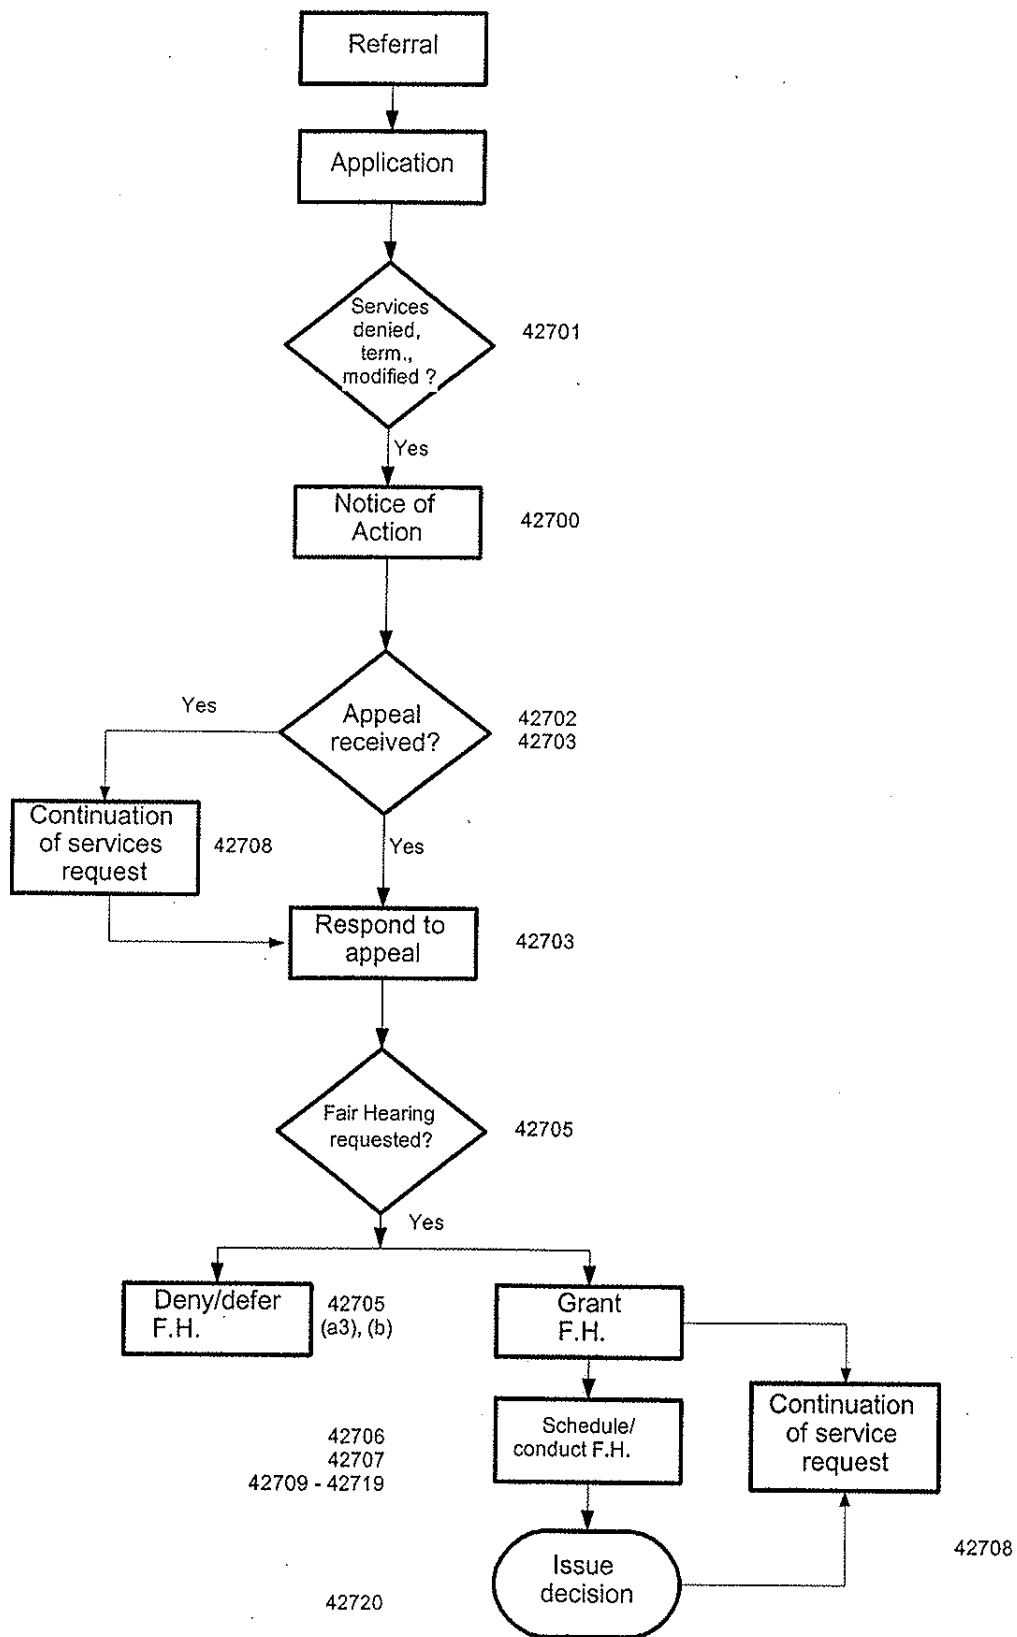 Referral
Application
Services
denied,
term.,
modified ?
42701
Yes
Notice of
Action
42700
Appeal
received?
42702
42703
Yes
Continuation
of services
request
42708
Yes
Respond to
appeal
42703
Fair Hearing
requested?
42705
Yes
Deny/defer
F.H.
42705
(a3), (b)
Grant
F.H.
Schedule/
conduct F.H.
42706
42707
42709 - 42719
Continuation
of service
request
42708
Issue
decision
42720